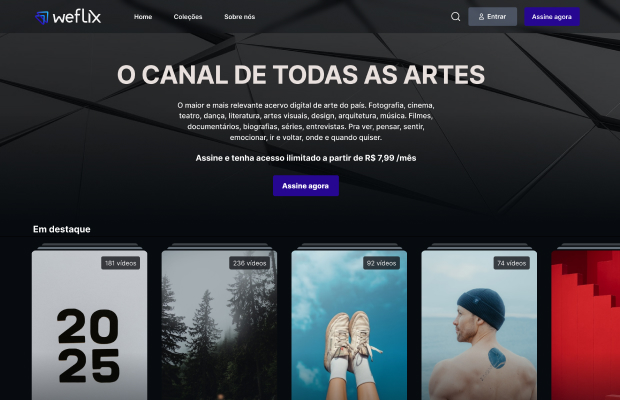 weflix
Home Coleções Sobre nós
Entrar Assine agora
O CANAL DE TODAS AS ARTES
O maior e mais relevante acervo digital de arte do país. Fotografia, cinema,
teatro, dança, literatura, artes visuais, design, arquitetura, música. Filmes,
documentários, biografias, séries, entrevistas. Pra ver, pensar, sentir,
emocionar, ir e voltar, onde e quando quiser.
Assine e tenha acesso ilimitado a partir de R$ 7,99 /mês
Assine agora
Em destaque
181 vídeos 236 vídeos 92 vídeos 74 vídeos
20
25